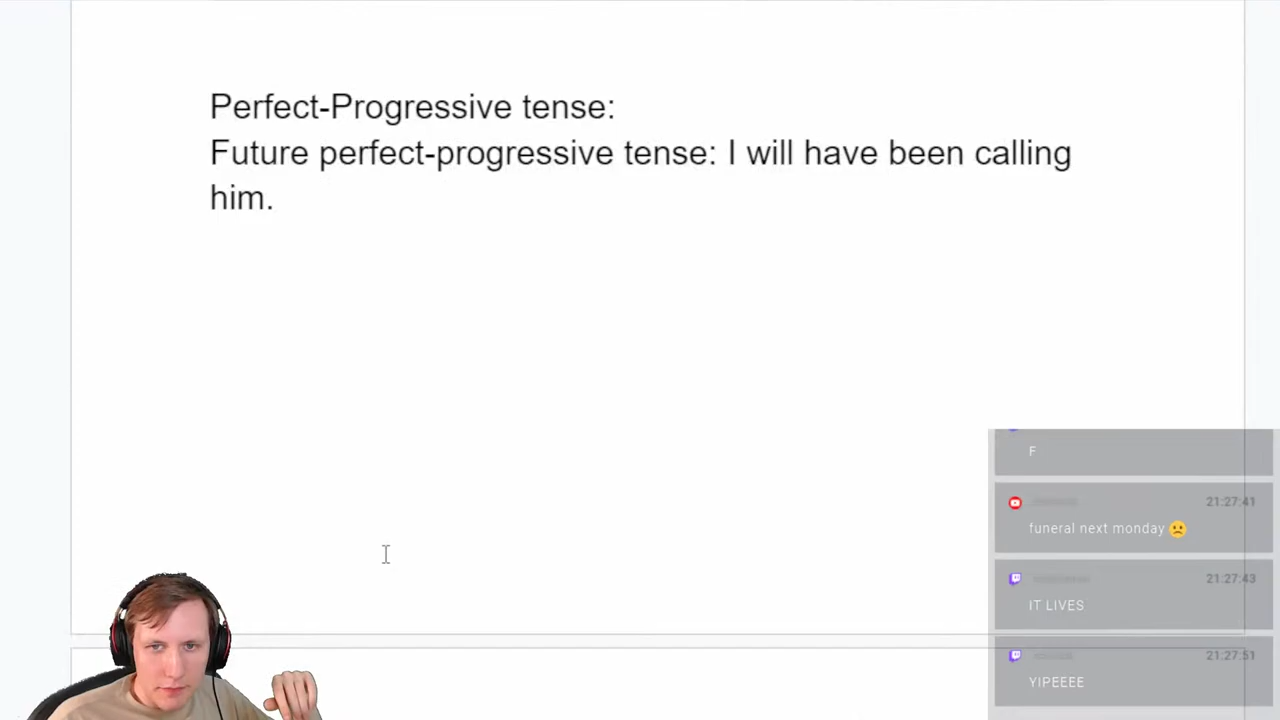 Perfect-Progressive tense:
Future perfect-progressive tense: I will have been calling
him.
F
21:27:41
funeral next monday 🙁
21:27:43
IT LIVES
21:27:51
YIPEEEE